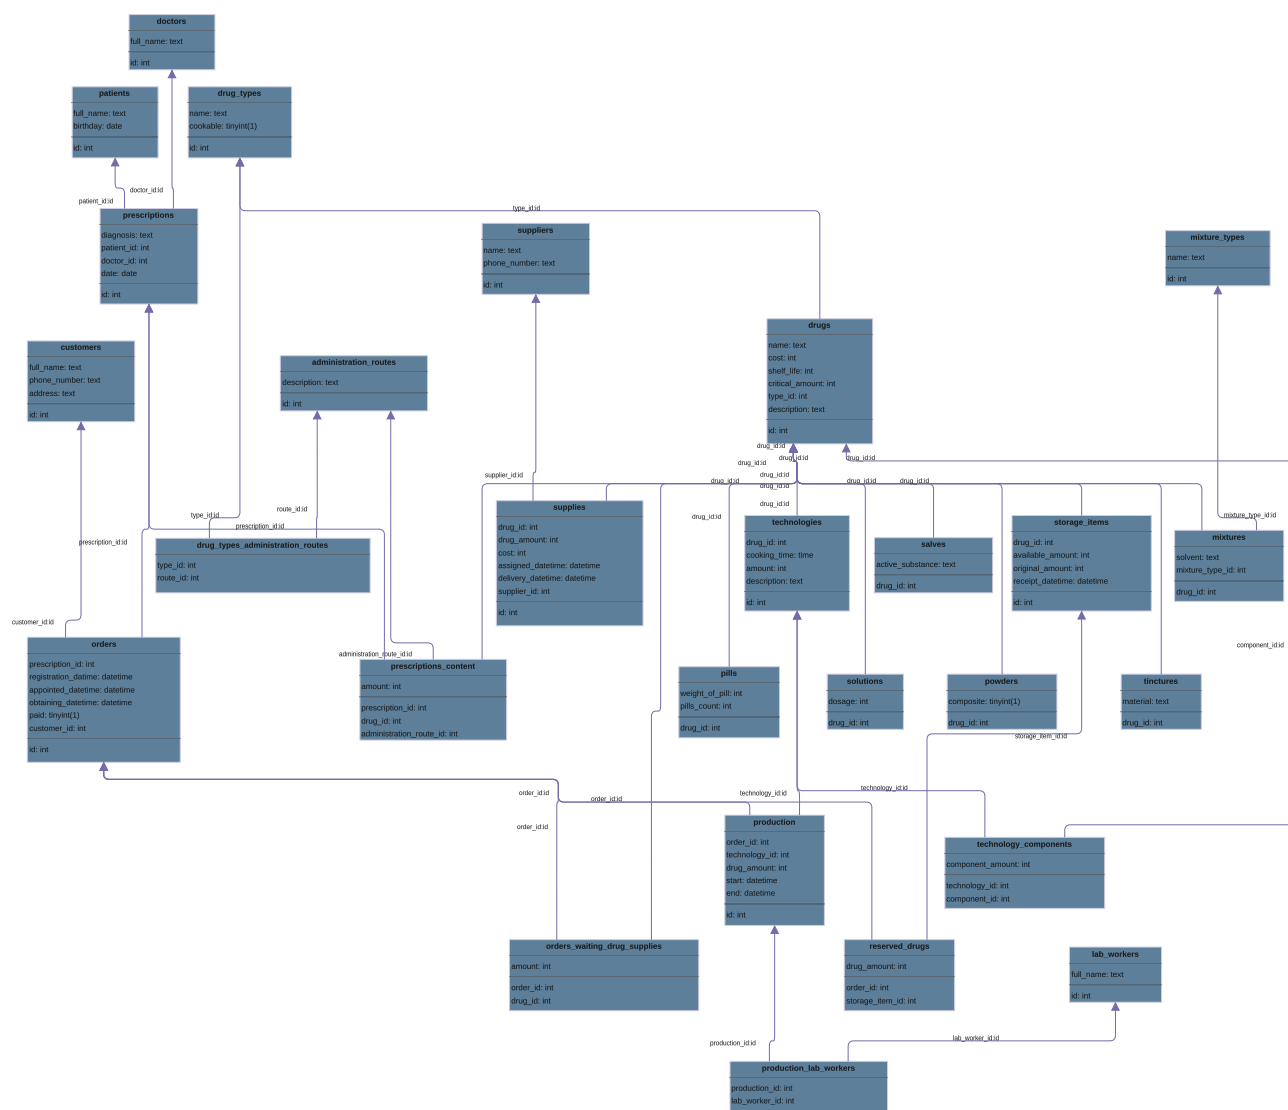 doctors
full_name: text
id: int
patients
full_name: text
birthday: date
id: int
drug_types
name: text
cookable: tinyint(1)
id: int
doctor_id:id
patient_id:id
prescriptions
diagnosis: text
patient_id: int
doctor_id: int
date: date
id: int
type_id:id
suppliers
name: text
phone_number: text
id: int
mixture_types
name: text
id: int
drugs
name: text
cost: int
shelf_life: int
critical_amount: int
type_id: int
description: text
id: int
customers
full_name: text
phone_number: text
address: text
id: int
administration_routes
description: text
id: int
drug_id:id
drug_id:id
drug_id:id
drug_id:id
supplier_id:id
drug_id:id
drug_id:id
drug_id:id
drug_id:id
drug_id:id
drug_id:id
drug_id:id
type_id:id
route_id:id
prescription_id:id
prescription_id:id
mixture_type_id:id
drug_types_administration_routes
type_id: int
route_id: int
supplies
drug_id: int
drug_amount: int
cost: int
assigned_datetime: datetime
delivery_datetime: datetime
supplier_id: int
id: int
technologies
drug_id: int
cooking_time: time
amount: int
description: text
id: int
salves
active_substance: text
drug_id: int
storage_items
drug_id: int
available_amount: int
original_amount: int
receipt_datetime: datetime
id: int
mixtures
solvent: text
mixture_type_id: int
drug_id: int
customer_id:id
component_id:id
administration_route_id:id
orders
prescription_id: int
registration_datime: datetime
appointed_datetime: datetime
obtaining_datetime: datetime
paid: tinyint(1)
customer_id: int
id: int
prescriptions_content
amount: int
prescription_id: int
drug_id: int
administration_route_id: int
pills
weight_of_pill: int
pills_count: int
drug_id: int
solutions
dosage: int
drug_id: int
powders
composite: tinyint(1)
drug_id: int
tinctures
material: text
drug_id: int
storage_item_id:id
order_id:id
order_id:id
technology_id:id
technology_id:id
order_id:id
production
order_id: int
technology_id: int
drug_amount: int
start: datetime
end: datetime
id: int
technology_components
component_amount: int
technology_id: int
component_id: int
orders_waiting_drug_supplies
amount: int
order_id: int
drug_id: int
reserved_drugs
drug_amount: int
order_id: int
storage_item_id: int
lab_workers
full_name: text
id: int
production_id:id
lab_worker_id:id
production_lab_workers
production_id: int
lab_worker_id: int